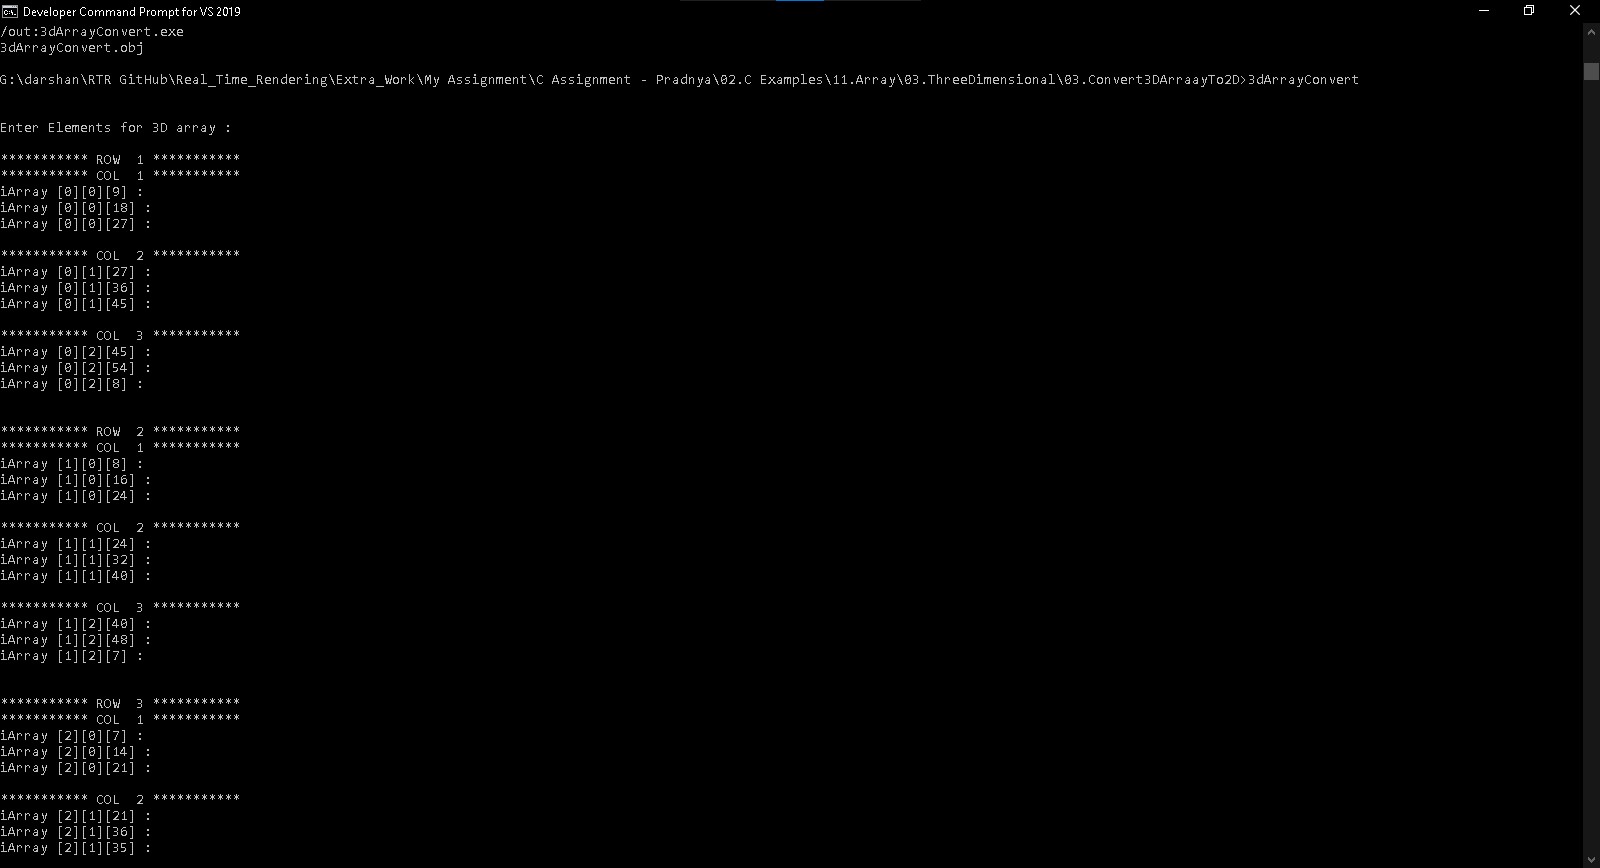 Developer Command Prompt for VS 2019
/out:3dArrayConvert.exe
3dArrayConvert.obj
G:\darshan\RTR GitHub\Real_Time_Rendering\Extra_Work\My Assignment\C Assignment - Pradnya\02.C Examples\11.Array\03.ThreeDimensional\03.Convert3DArraayTo2D>3dArrayConvert
Enter Elements for 3D array :
*********** ROW  1 ***********
*********** COL  1 ***********
iArray [0][0][9] :
iArray [0][0][18] :
iArray [0][0][27] :
*********** COL  2 ***********
iArray [0][1][27] :
iArray [0][1][36] :
iArray [0][1][45] :
*********** COL  3 ***********
iArray [0][2][45] :
iArray [0][2][54] :
iArray [0][2][8] :
*********** ROW  2 ***********
*********** COL  1 ***********
iArray [1][0][8] :
iArray [1][0][16] :
iArray [1][0][24] :
*********** COL  2 ***********
iArray [1][1][24] :
iArray [1][1][32] :
iArray [1][1][40] :
*********** COL  3 ***********
iArray [1][2][40] :
iArray [1][2][48] :
iArray [1][2][7] :
*********** ROW  3 ***********
*********** COL  1 ***********
iArray [2][0][7] :
iArray [2][0][14] :
iArray [2][0][21] :
*********** COL  2 ***********
iArray [2][1][21] :
iArray [2][1][36] :
iArray [2][1][35] :